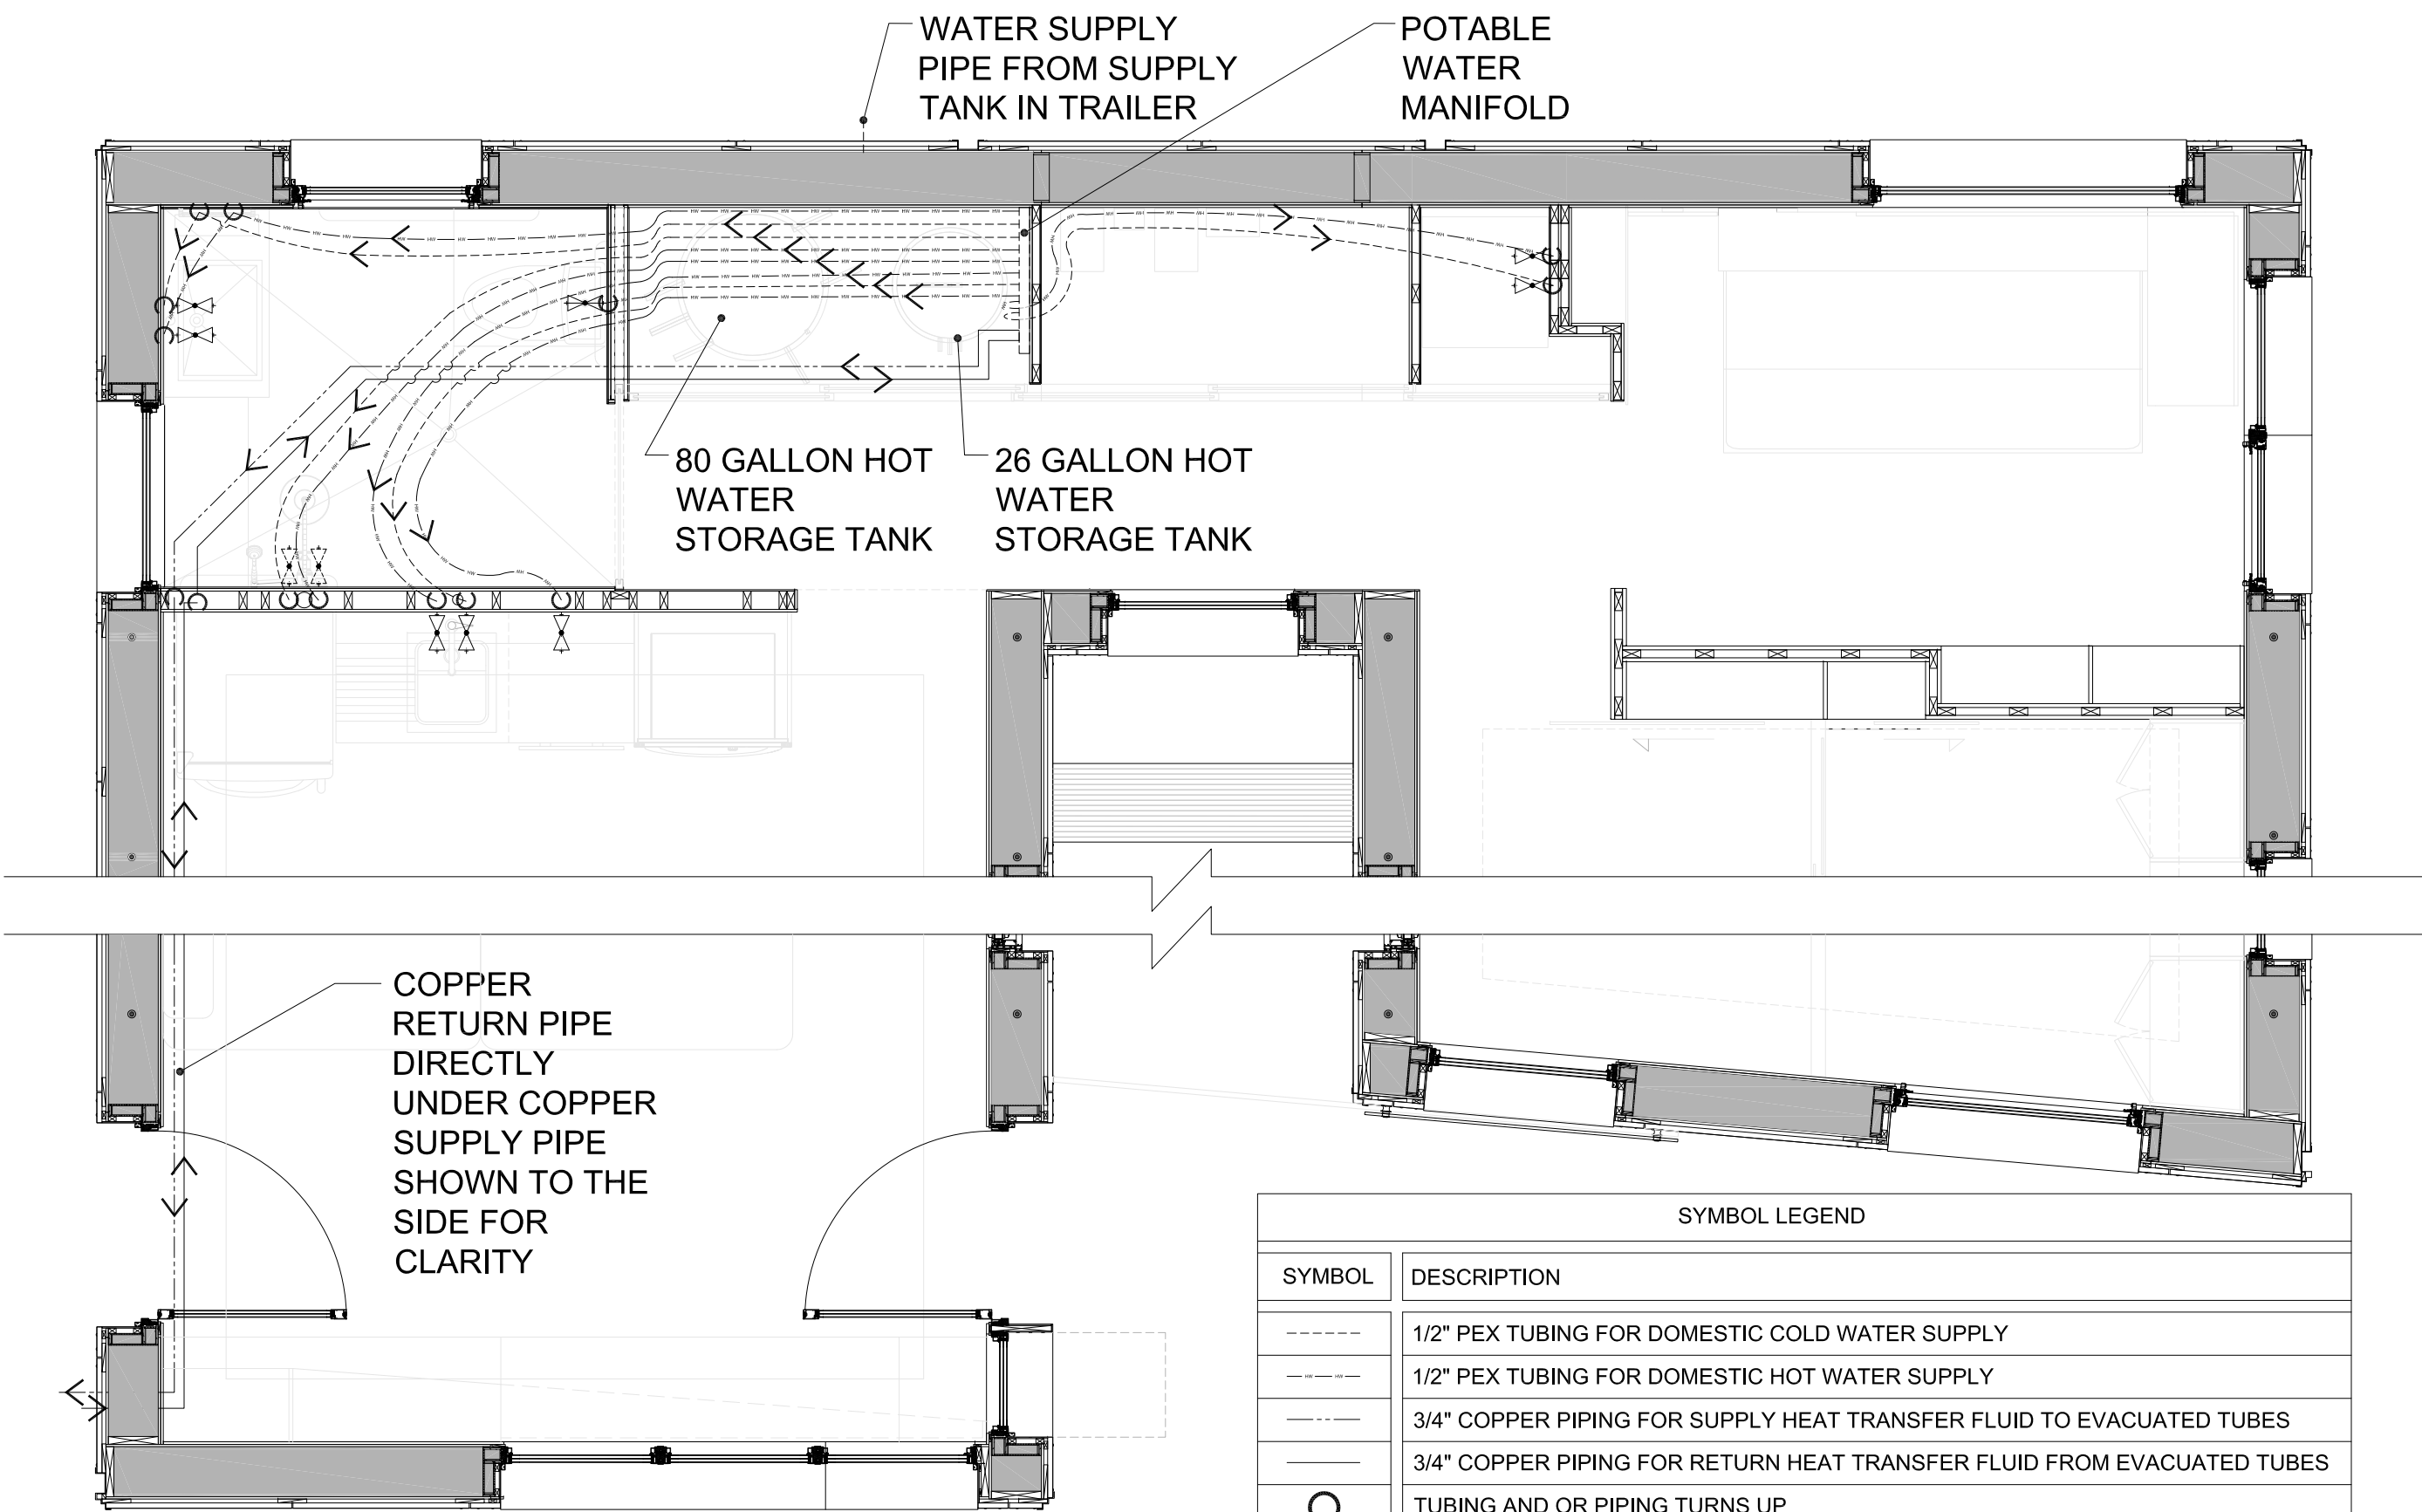 WATER SUPPLY
PIPE FROM SUPPLY
TANK IN TRAILER
POTABLE
WATER
MANIFOLD
80 GALLON HOT
WATER
STORAGE TANK
26 GALLON HOT
WATER
STORAGE TANK
COPPER
RETURN PIPE
DIRECTLY
UNDER COPPER
SUPPLY PIPE
SHOWN TO THE
SIDE FOR
CLARITY
SYMBOL LEGEND
SYMBOL DESCRIPTION
1/2" PEX TUBING FOR DOMESTIC COLD WATER SUPPLY
HW HW 1/2" PEX TUBING FOR DOMESTIC HOT WATER SUPPLY
3/4" COPPER PIPING FOR SUPPLY HEAT TRANSFER FLUID TO EVACUATED TUBES
3/4" COPPER PIPING FOR RETURN HEAT TRANSFER FLUID FROM EVACUATED TUBES
TUBING AND OR PIPING TURNS UP